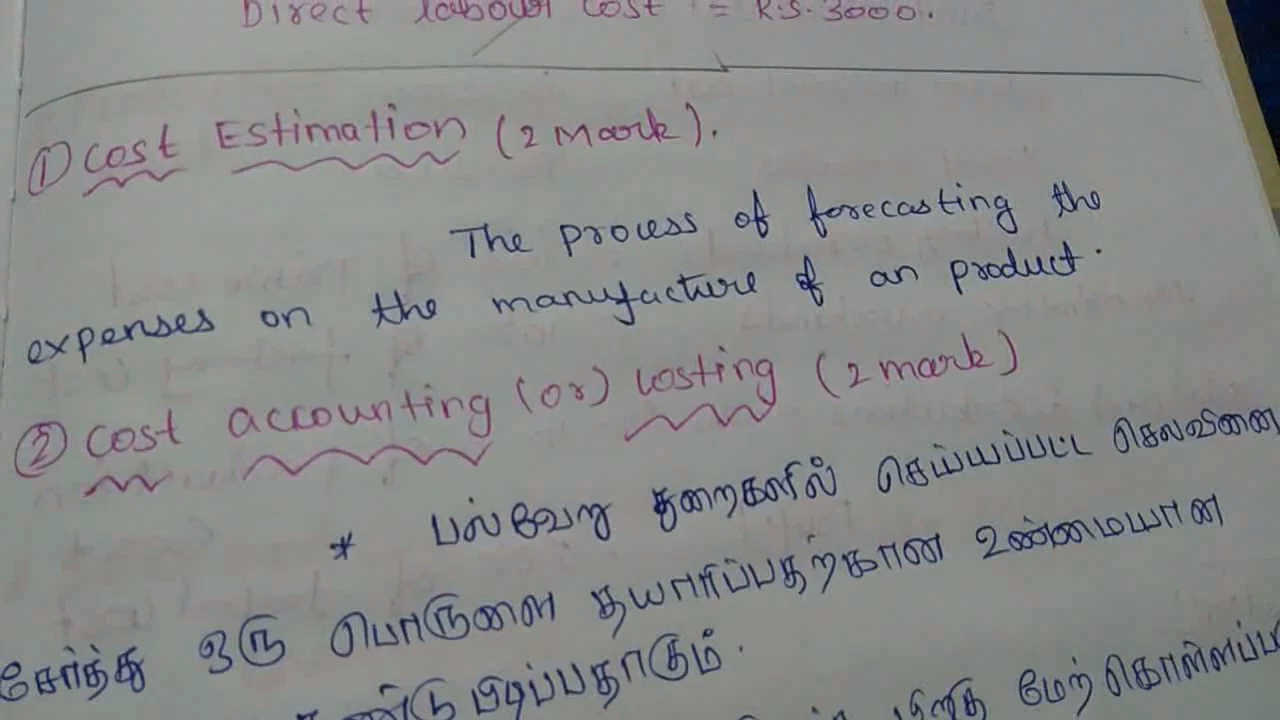 Direct labour cost = R.S. 3000.
① Cost Estimation (2 Mark).
The process of forecasting the
expenses on the manufacture of an product.
② Cost accounting (or) Costing (2 mark)
* பல்வேறு துறைகளில் செய்யப்பட்ட செலவினை
சேர்த்து ஒரு பொருளை தயாரிப்பதற்கான உண்மையான
கண்டுபிடிப்பதாகும்.